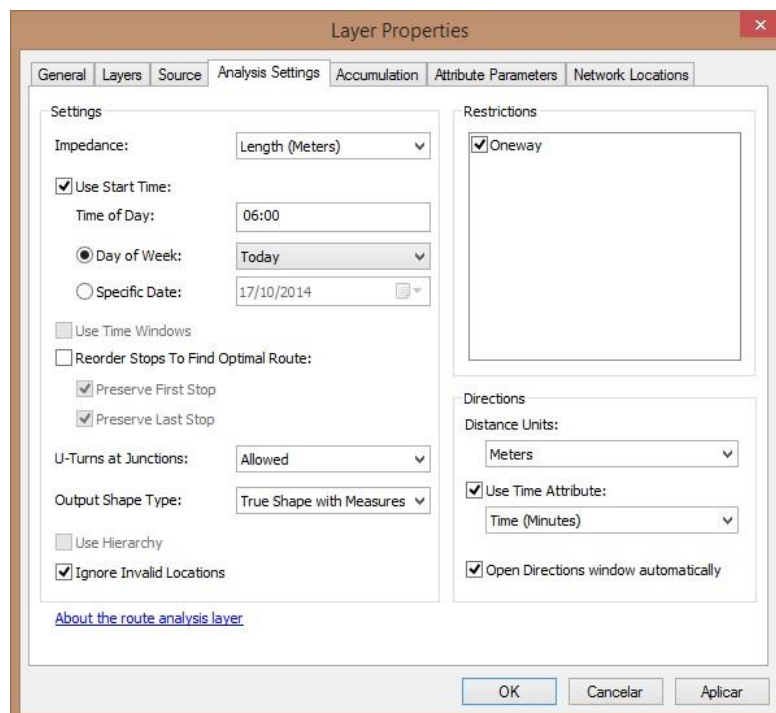 Layer Properties
x
General Layers Source Analysis Settings Accumulation Attribute Parameters Network Locations
Settings
Impedance: Length (Meters)
Use Start Time:
Time of Day: 06:00
Day of Week: Today
Specific Date: 17/10/2014
Use Time Windows
Reorder Stops To Find Optimal Route:
Preserve First Stop
Preserve Last Stop
U-Turns at Junctions: Allowed
Output Shape Type: True Shape with Measures
Use Hierarchy
Ignore Invalid Locations
About the route analysis layer
Restrictions
Oneway
Directions
Distance Units:
Meters
Use Time Attribute:
Time (Minutes)
Open Directions window automatically
OK Cancelar Aplicar